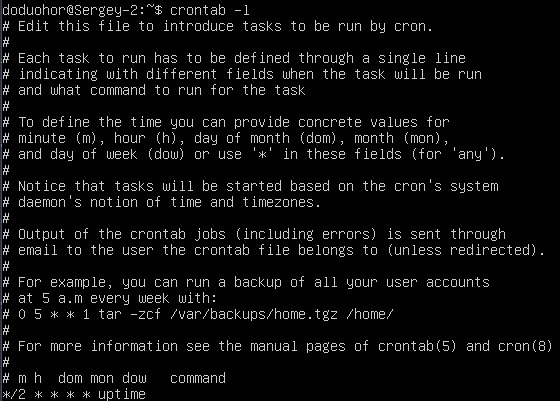 doduohor@Sergey-2:~$ crontab -l
# Edit this file to introduce tasks to be run by cron.
#
# Each task to run has to be defined through a single line
# indicating with different fields when the task will be run
# and what command to run for the task
#
# To define the time you can provide concrete values for
# minute (m), hour (h), day of month (dom), month (mon),
# and day of week (dow) or use '*' in these fields (for 'any').
#
# Notice that tasks will be started based on the cron's system
# daemon's notion of time and timezones.
#
# Output of the crontab jobs (including errors) is sent through
# email to the user the crontab file belongs to (unless redirected).
#
# For example, you can run a backup of all your user accounts
# at 5 a.m every week with:
# 0 5 * * 1 tar -zcf /var/backups/home.tgz /home/
#
# For more information see the manual pages of crontab(5) and cron(8)
#
# m h  dom mon dow   command
*/2 * * * * uptime